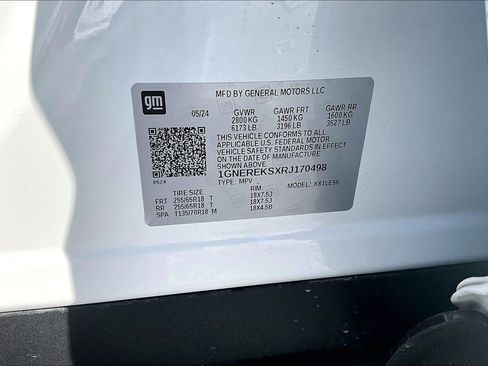 MFD BY GENERAL MOTORS LLC
gm
05/24 GVWR GAWR FRT GAWR RR
2800 KG 1450 KG 1600 KG
6173 LB 3196 LB 3527 LB
THIS VEHICLE CONFORMS TO ALL
APPLICABLE U.S. FEDERAL MOTOR
VEHICLE SAFETY STANDARDS IN EFFECT
ON THE DATE OF MANUFACTURE
SHOWN ABOVE.
1GNEREKSXRJ170498
8624 TYPE: MPV MODEL: X81LE56
TIRE SIZE RIM
FRT 255/65R18 T 18X7.5J
RR 255/65R18 T 18X7.5J
SPA T135/70R18 M 18X4.5B